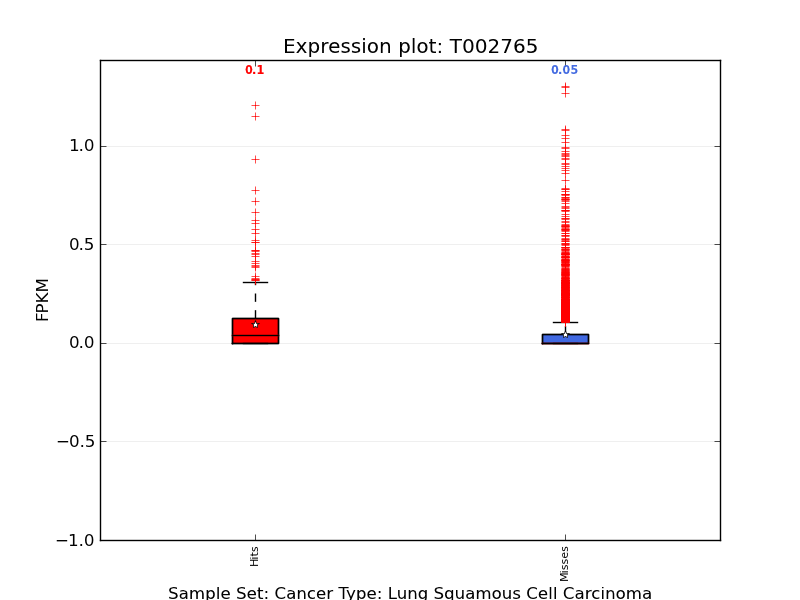 Expression plot: T002765
0.1
0.05
1.0
0.5
0.0
−0.5
−1.0
FPKM
Hits
Misses
Sample Set: Cancer Type: Lung Squamous Cell Carcinoma